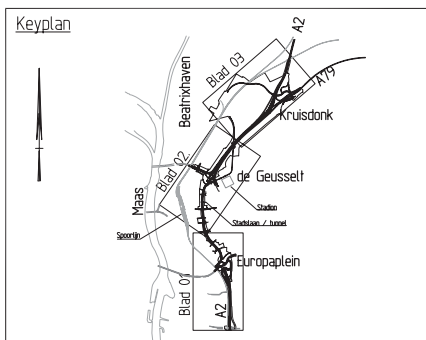 Keyplan
A2
Blad 03
A79
Beatrixhaven
Kruisdonk
Blad 02
de Geusselt
Maas
Stadion
Stadslaan / tunnel
Spoorlijn
Europaplein
Blad 01
A2